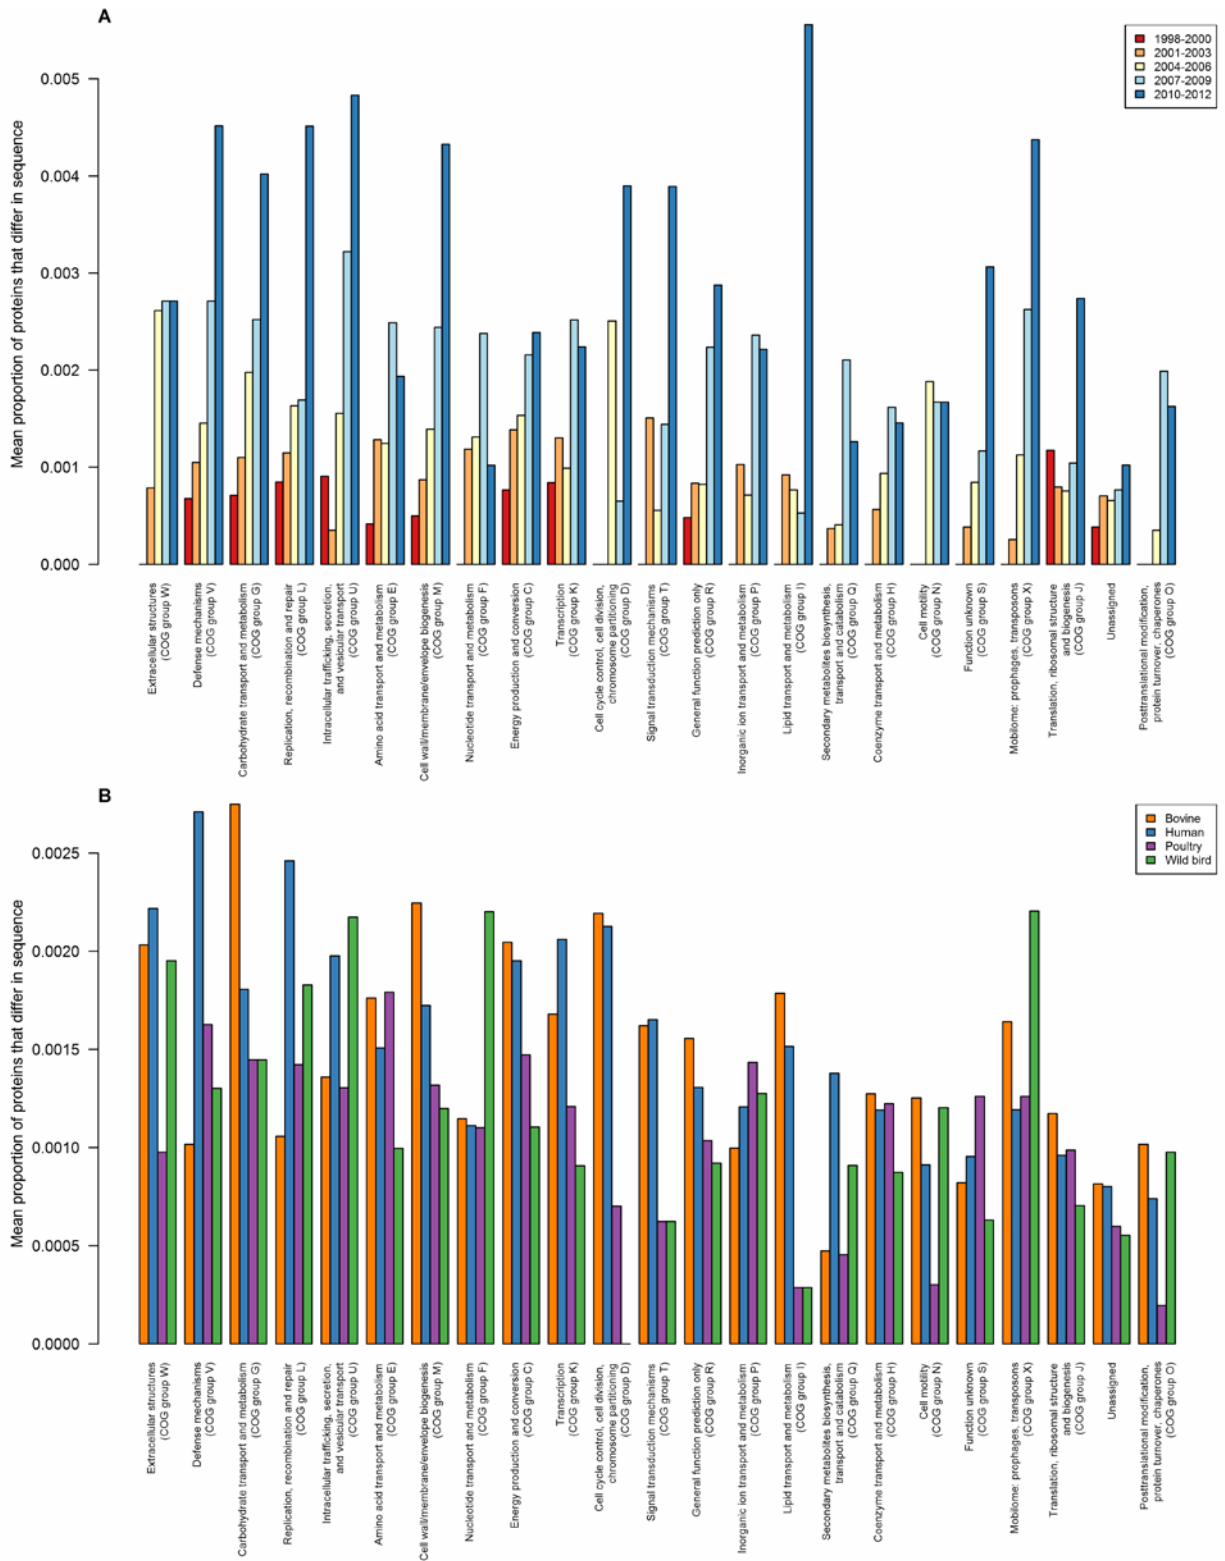 A
1998-2000
2001-2003
2004-2006
2007-2009
2010-2012
Mean proportion of proteins that differ in sequence
0.005
0.004
0.003
0.002
0.001
0.000
Extracellular structures
(COG group W)
Defense mechanisms
(COG group V)
Carbohydrate transport and metabolism
(COG group G)
Replication, recombination and repair
(COG group L)
Intracellular trafficking, secretion,
and vesicular transport
(COG group U)
Amino acid transport and metabolism
(COG group E)
Cell wall/membrane/envelope biogenesis
(COG group M)
Nucleotide transport and metabolism
(COG group F)
Energy production and conversion
(COG group C)
Transcription
(COG group K)
Cell cycle control, cell division,
chromosome partitioning
(COG group D)
Signal transduction mechanisms
(COG group T)
General function prediction only
(COG group R)
Inorganic ion transport and metabolism
(COG group P)
Lipid transport and metabolism
(COG group I)
Secondary metabolites biosynthesis,
transport and catabolism
(COG group Q)
Coenzyme transport and metabolism
(COG group H)
Cell motility
(COG group N)
Function unknown
(COG group S)
Mobilome: prophages, transposons
(COG group X)
Translation, ribosomal structure
and biogenesis
(COG group J)
Unassigned
Posttranslational modification,
protein turnover, chaperones
(COG group O)
B
Bovine
Human
Poultry
Wild bird
Mean proportion of proteins that differ in sequence
0.0025
0.0020
0.0015
0.0010
0.0005
0.0000
Extracellular structures
(COG group W)
Defense mechanisms
(COG group V)
Carbohydrate transport and metabolism
(COG group G)
Replication, recombination and repair
(COG group L)
Intracellular trafficking, secretion,
and vesicular transport
(COG group U)
Amino acid transport and metabolism
(COG group E)
Cell wall/membrane/envelope biogenesis
(COG group M)
Nucleotide transport and metabolism
(COG group F)
Energy production and conversion
(COG group C)
Transcription
(COG group K)
Cell cycle control, cell division,
chromosome partitioning
(COG group D)
Signal transduction mechanisms
(COG group T)
General function prediction only
(COG group R)
Inorganic ion transport and metabolism
(COG group P)
Lipid transport and metabolism
(COG group I)
Secondary metabolites biosynthesis,
transport and catabolism
(COG group Q)
Coenzyme transport and metabolism
(COG group H)
Cell motility
(COG group N)
Function unknown
(COG group S)
Mobilome: prophages, transposons
(COG group X)
Translation, ribosomal structure
and biogenesis
(COG group J)
Unassigned
Posttranslational modification,
protein turnover, chaperones
(COG group O)